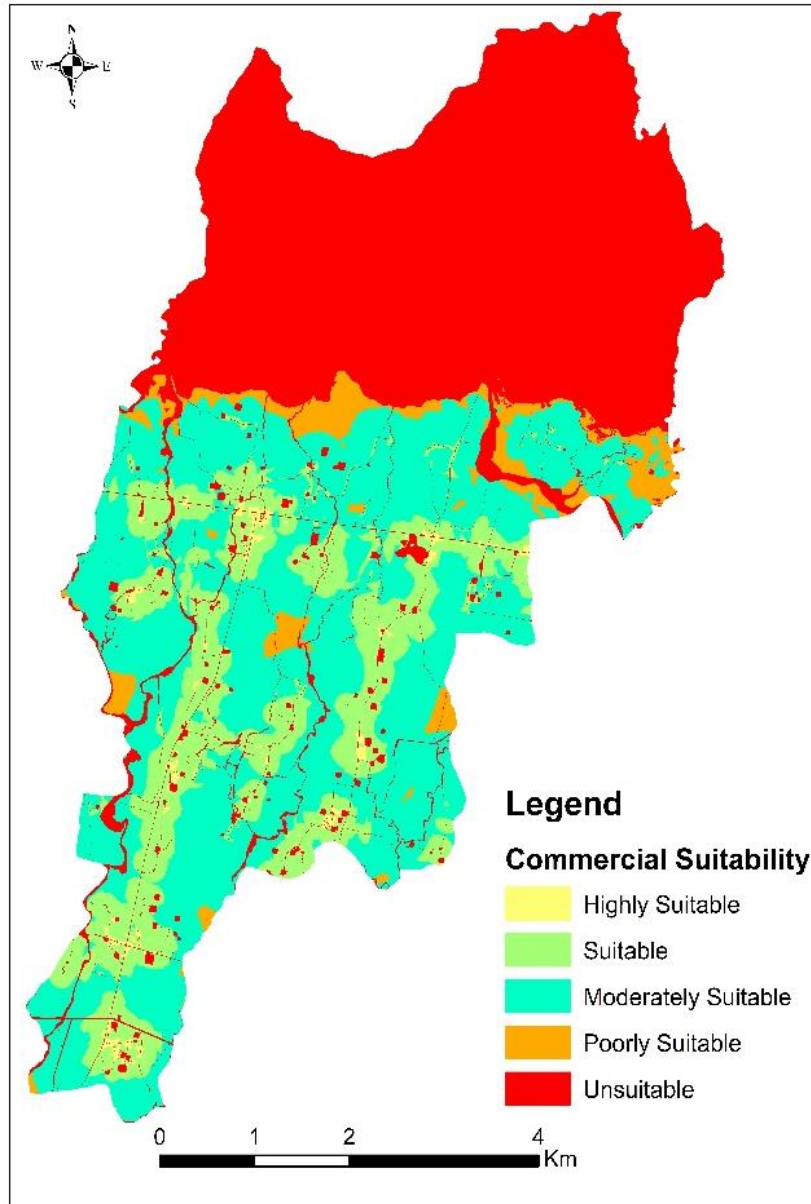 N
W E
S
Legend
Commercial Suitability
Highly Suitable
Suitable
Moderately Suitable
Poorly Suitable
Unsuitable
0 1 2 4
Km